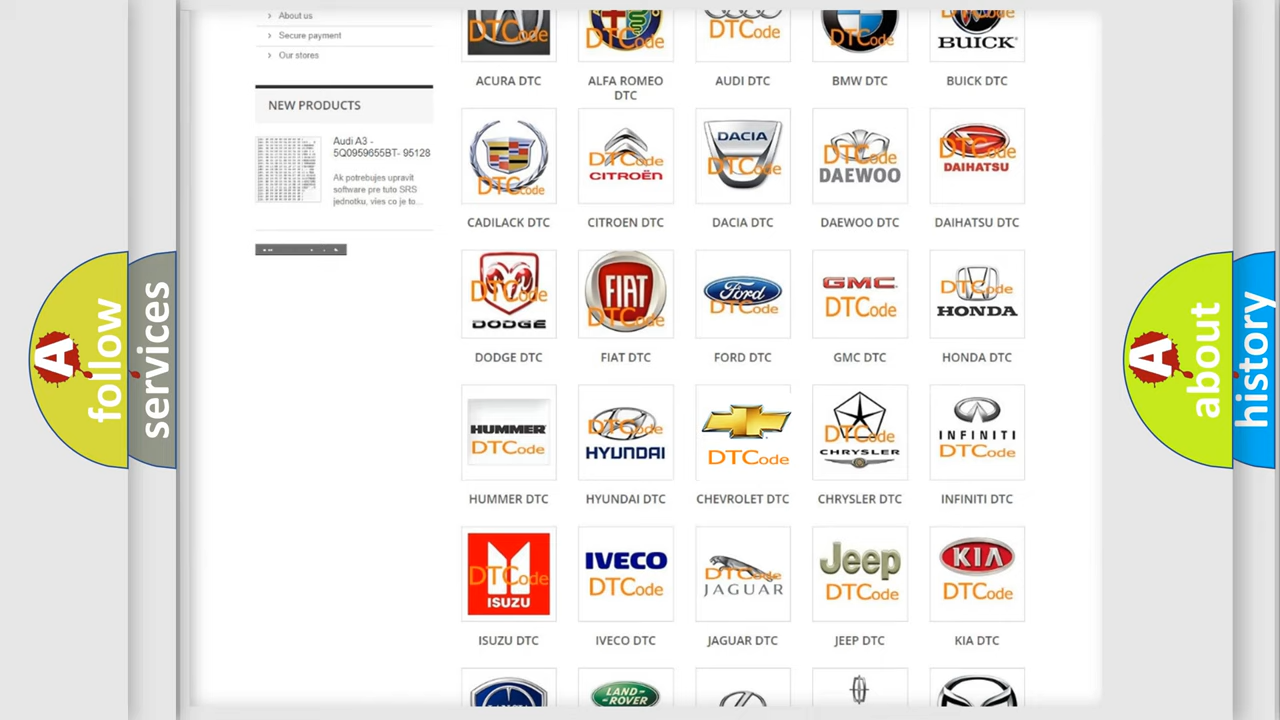 About us
Secure payment
Our stores
NEW PRODUCTS
Audi A3 -
5Q0959655BT- 95128
Ak potrebujes upravit
software pre tuto SRS
jednotku, vies co je to...
DTCode DTCode DTCode DTCode BUICK
ACURA DTC ALFA ROMEO DTC AUDI DTC BMW DTC BUICK DTC
DTCode
DTCode CITROËN
DACIA DTCode
DTCode DAEWOO
DTCode DAIHATSU
CADILACK DTC CITROEN DTC DACIA DTC DAEWOO DTC DAIHATSU DTC
DTCode DODGE
FIAT DTCode
Ford DTCode
GMC DTCode
DTCode HONDA
DODGE DTC FIAT DTC FORD DTC GMC DTC HONDA DTC
HUMMER DTCode
DTCode HYUNDAI
DTCode
DTCode CHRYSLER
INFINITI DTCode
HUMMER DTC HYUNDAI DTC CHEVROLET DTC CHRYSLER DTC INFINITI DTC
DTCode ISUZU
IVECO DTCode
DTCode JAGUAR
Jeep DTCode
KIA DTCode
ISUZU DTC IVECO DTC JAGUAR DTC JEEP DTC KIA DTC
LAND-
ROVER
A follow
services
A about
history